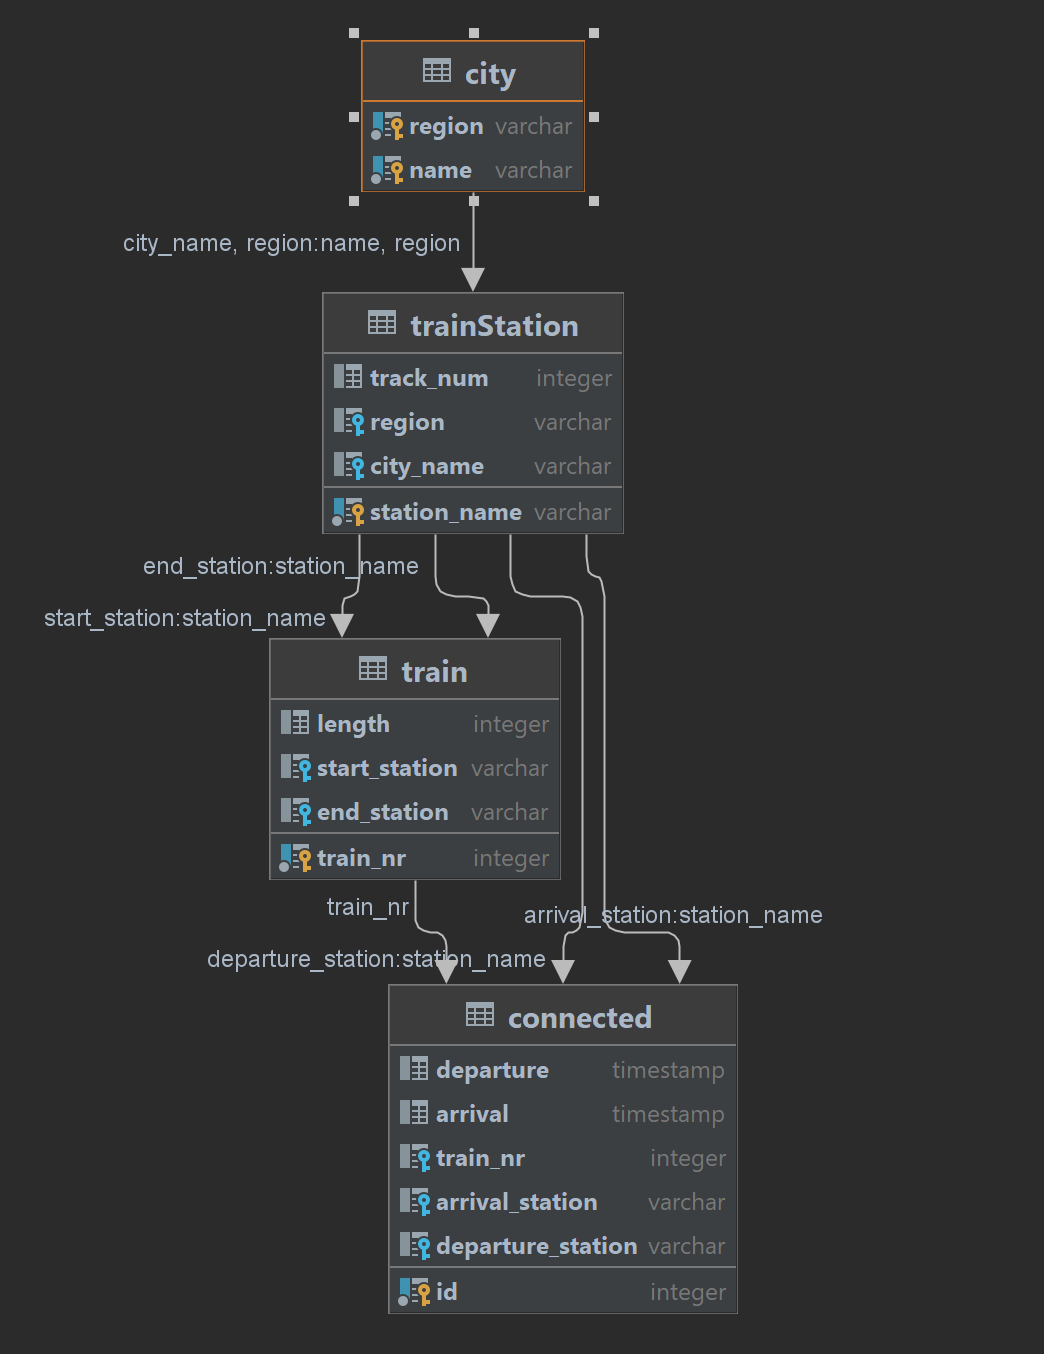 city
region varchar
name varchar
city_name, region:name, region
trainStation
track_num integer
region varchar
city_name varchar
station_name varchar
end_station:station_name
start_station:station_name
train
length integer
start_station varchar
end_station varchar
train_nr integer
train_nr
arrival_station:station_name
departure_station:station_name
connected
departure timestamp
arrival timestamp
train_nr integer
arrival_station varchar
departure_station varchar
id integer